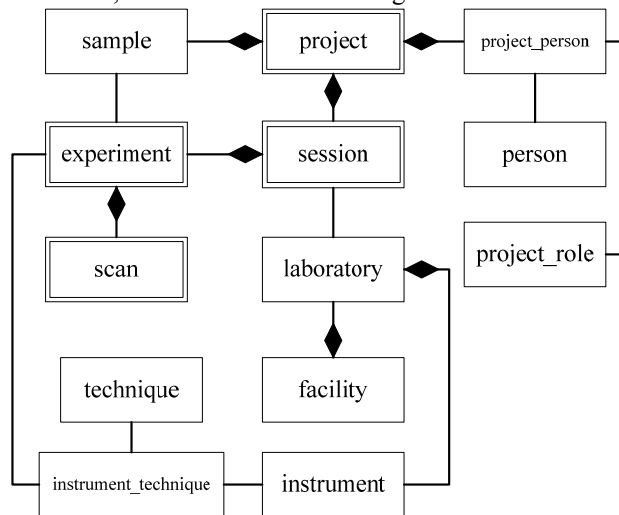 sample
project
project_person
experiment
session
person
scan
laboratory
project_role
technique
facility
instrument_technique
instrument